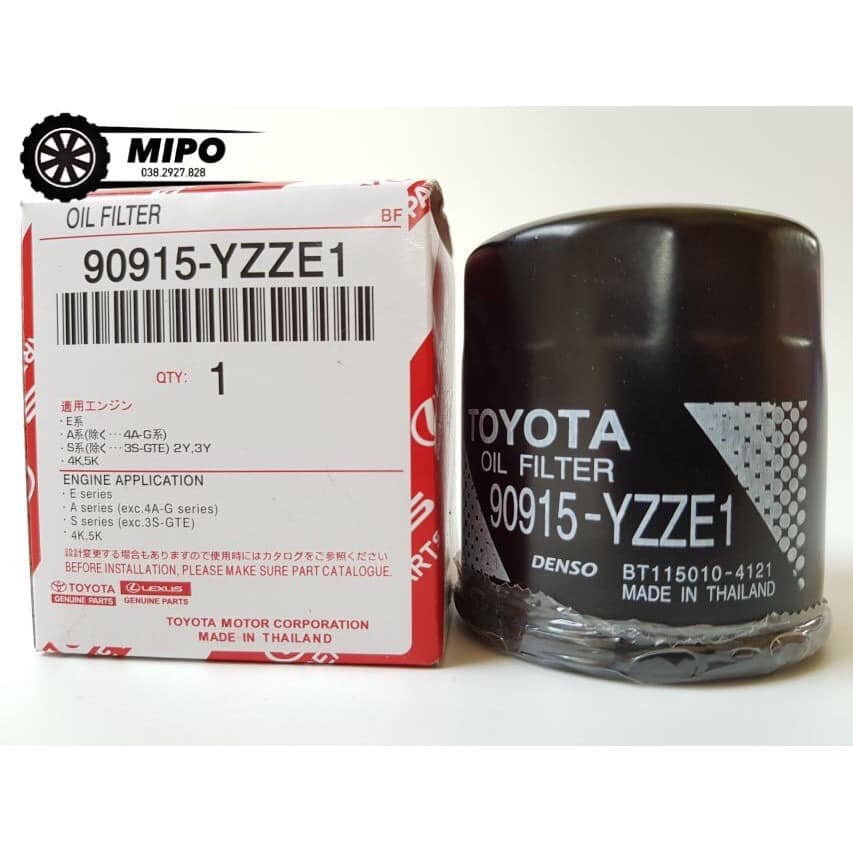 MIPO
038.2927.828
OIL FILTER
BF
90915-YZZE1
QTY: 1
適用エンジン
・E系
・A系(除く・・・4A-G系)
・S系(除く・・・3S-GTE) 2Y,3Y
・4K,5K
ENGINE APPLICATION
・E series
・A series (exc.4A-G series)
・S series (exc.3S-GTE)
・4K,5K
設計変更する場合もありますので使用時にはカタログをご参照ください
BEFORE INSTALLATION, PLEASE MAKE SURE PART CATALOGUE.
TOYOTA
GENUINE PARTS
LEXUS
GENUINE PARTS
TOYOTA MOTOR CORPORATION
MADE IN THAILAND
PA
PARTS
TOYOTA
OIL FILTER
90915-YZZE1
DENSO
BT115010-4121
MADE IN THAILAND